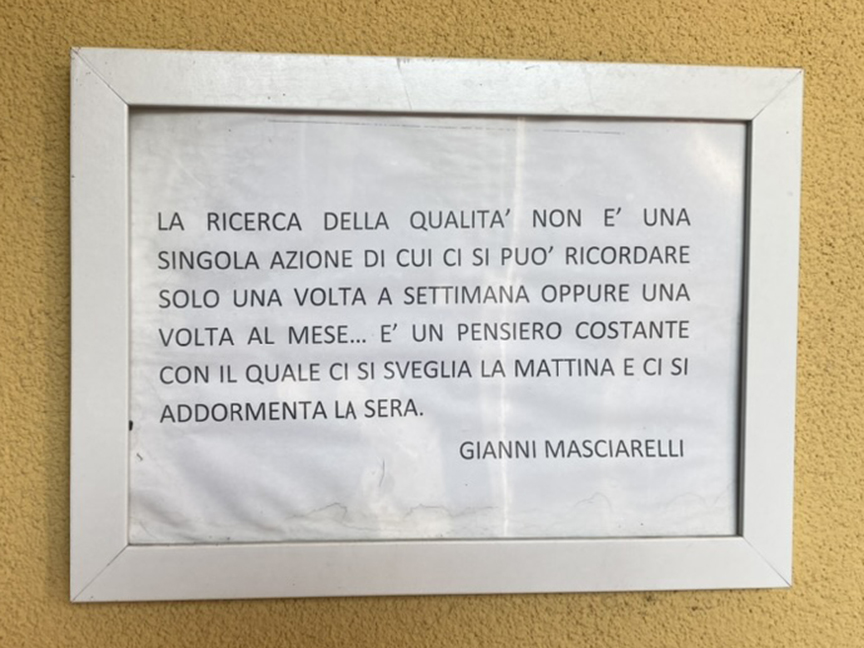 LA RICERCA DELLA QUALITA’ NON E’ UNA
SINGOLA AZIONE DI CUI CI SI PUO’ RICORDARE
SOLO UNA VOLTA A SETTIMANA OPPURE UNA
VOLTA AL MESE... E’ UN PENSIERO COSTANTE
CON IL QUALE CI SI SVEGLIA LA MATTINA E CI SI
ADDORMENTA LA SERA.
GIANNI MASCIARELLI